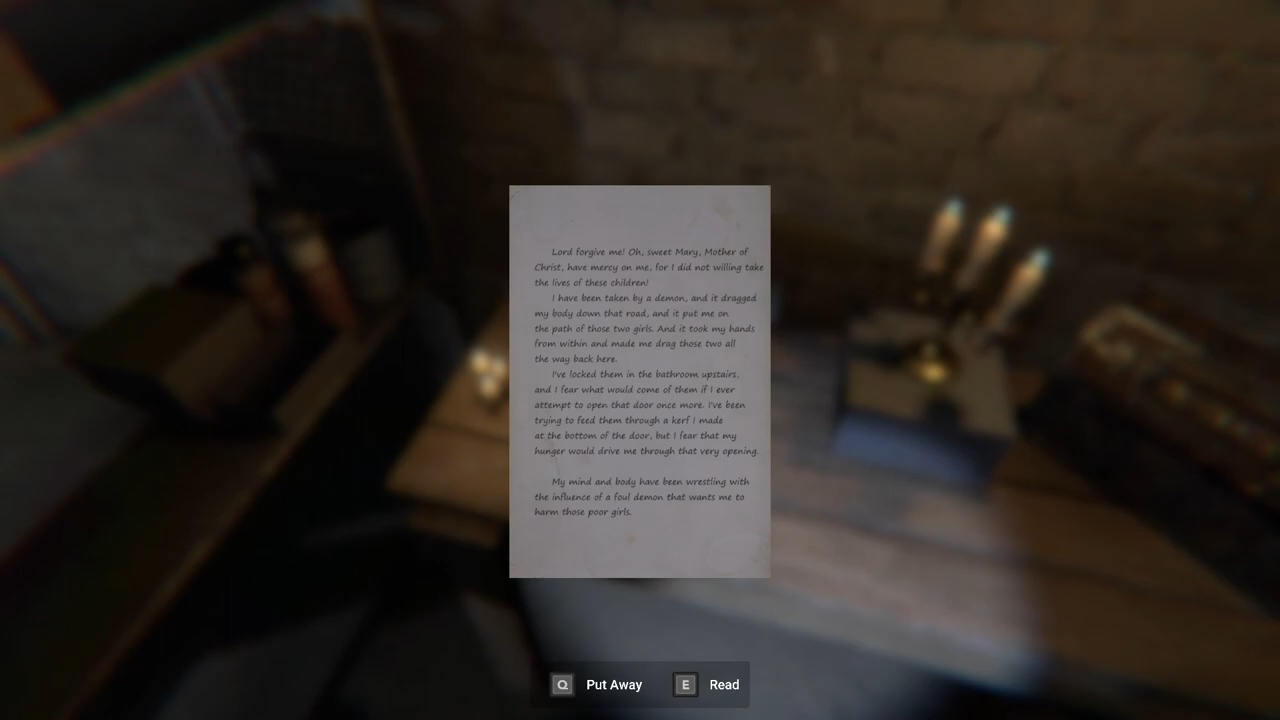 Lord forgive me! Oh, sweet Mary, Mother of
Christ, have mercy on me, for I did not willing take
the lives of these children!
I have been taken by a demon, and it dragged
my body down that road, and it put me on
the path of those two girls. And it took my hands
from within and made me drag those two all
the way back here.
I've locked them in the bathroom upstairs,
and I fear what would come of them if I ever
attempt to open that door once more. I've been
trying to feed them through a kerf I made
at the bottom of the door, but I fear that my
hunger would drive me through that very opening.
My mind and body have been wrestling with
the influence of a foul demon that wants me to
harm those poor girls.
Q Put Away E Read